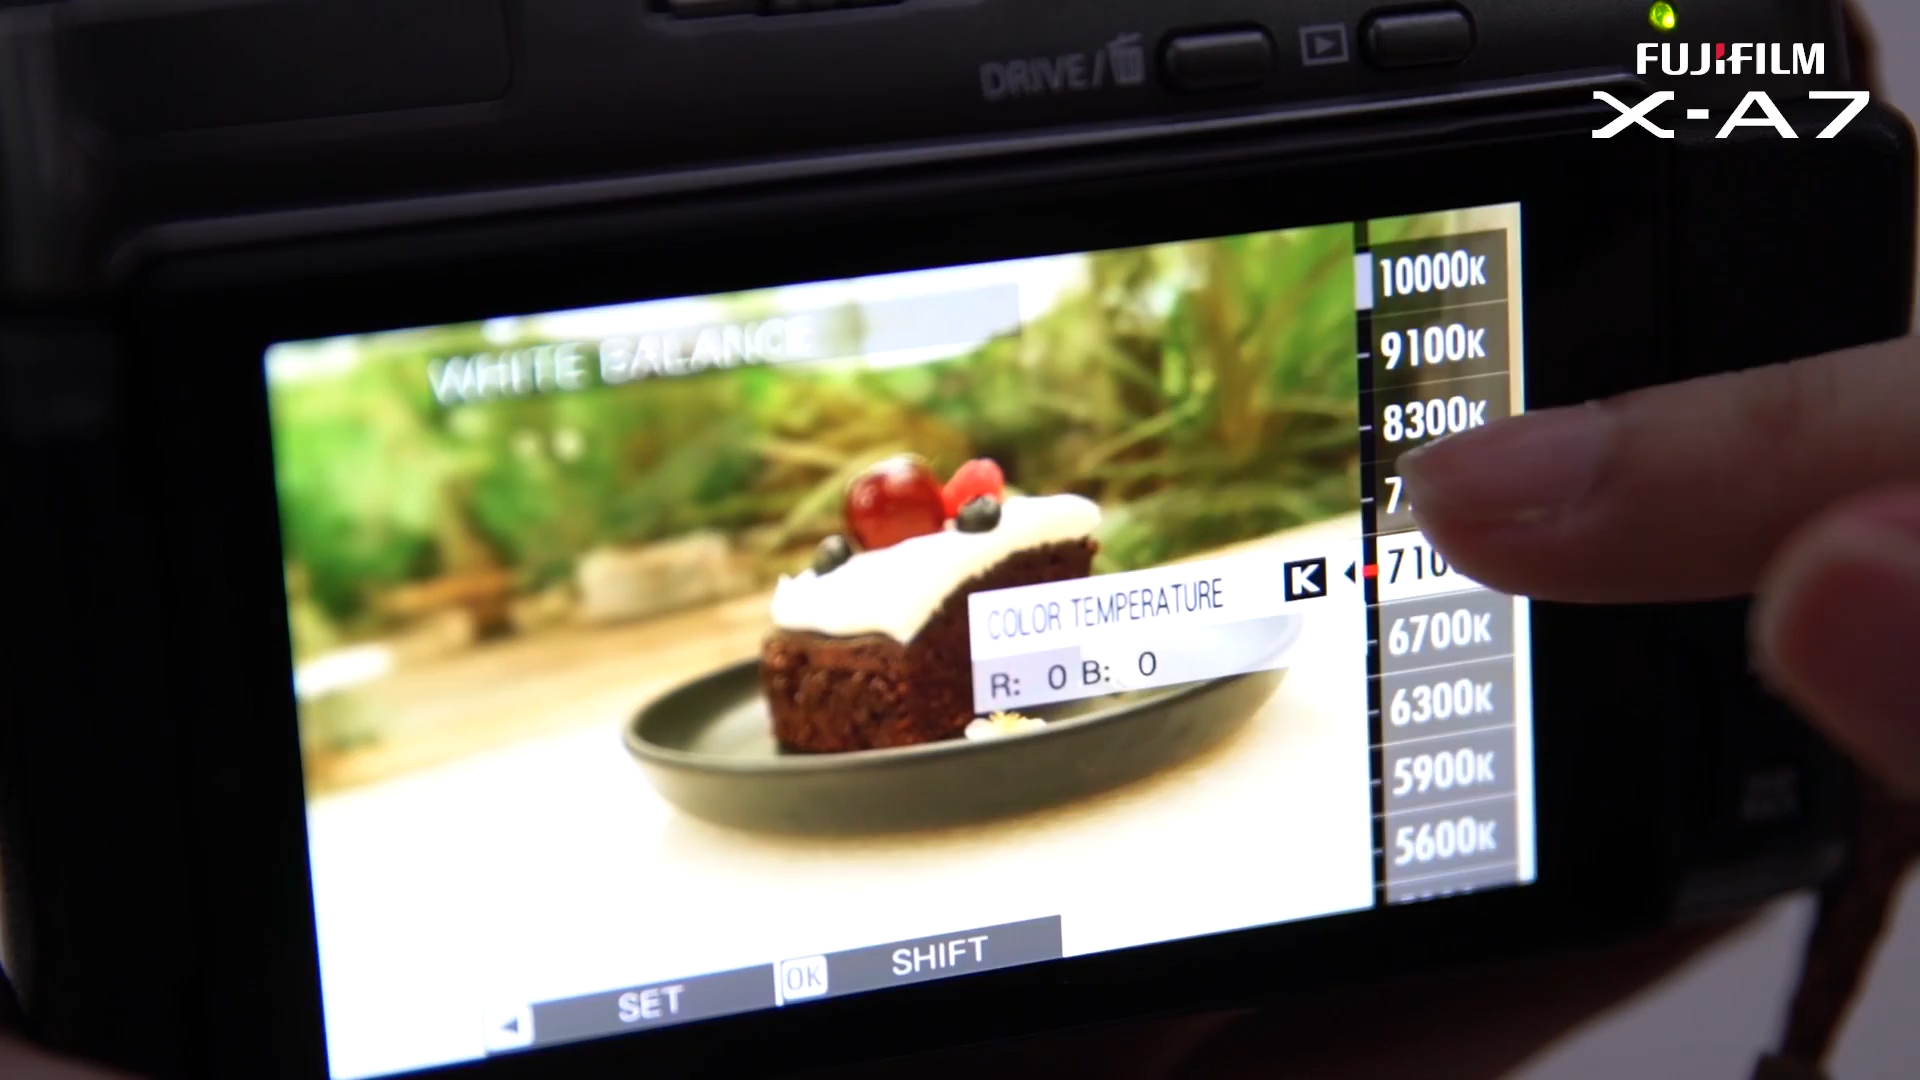 DRIVE/
FUJIFILM
X-A7
WHITE BALANCE
10000K
9100K
8300K
COLOR TEMPERATURE K
R: 0 B: 0
6700K
6300K
5900K
5600K
SET OK SHIFT